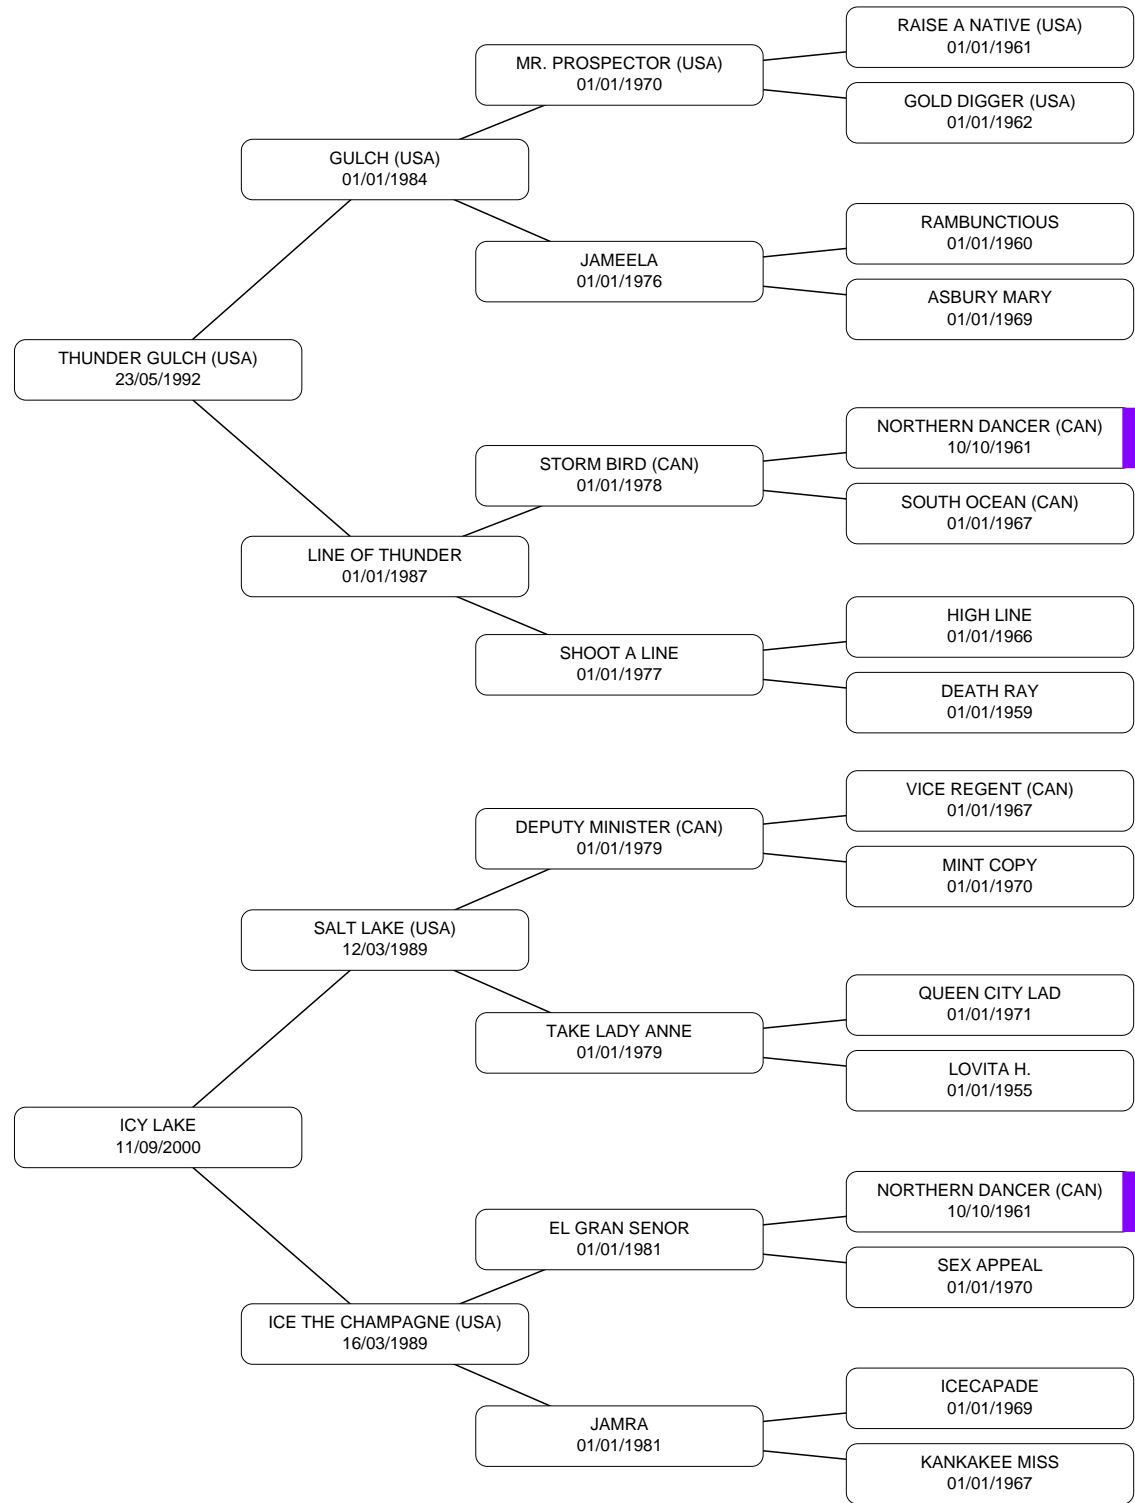 RAISE A NATIVE (USA)
01/01/1961
MR. PROSPECTOR (USA)
01/01/1970
GOLD DIGGER (USA)
01/01/1962
GULCH (USA)
01/01/1984
RAMBUNCTIOUS
01/01/1960
JAMEELA
01/01/1976
ASBURY MARY
01/01/1969
THUNDER GULCH (USA)
23/05/1992
NORTHERN DANCER (CAN)
10/10/1961
STORM BIRD (CAN)
01/01/1978
SOUTH OCEAN (CAN)
01/01/1967
LINE OF THUNDER
01/01/1987
HIGH LINE
01/01/1966
SHOOT A LINE
01/01/1977
DEATH RAY
01/01/1959
VICE REGENT (CAN)
01/01/1967
DEPUTY MINISTER (CAN)
01/01/1979
MINT COPY
01/01/1970
SALT LAKE (USA)
12/03/1989
QUEEN CITY LAD
01/01/1971
TAKE LADY ANNE
01/01/1979
LOVITA H.
01/01/1955
ICY LAKE
11/09/2000
NORTHERN DANCER (CAN)
10/10/1961
EL GRAN SENOR
01/01/1981
SEX APPEAL
01/01/1970
ICE THE CHAMPAGNE (USA)
16/03/1989
ICECAPADE
01/01/1969
JAMRA
01/01/1981
KANKAKEE MISS
01/01/1967